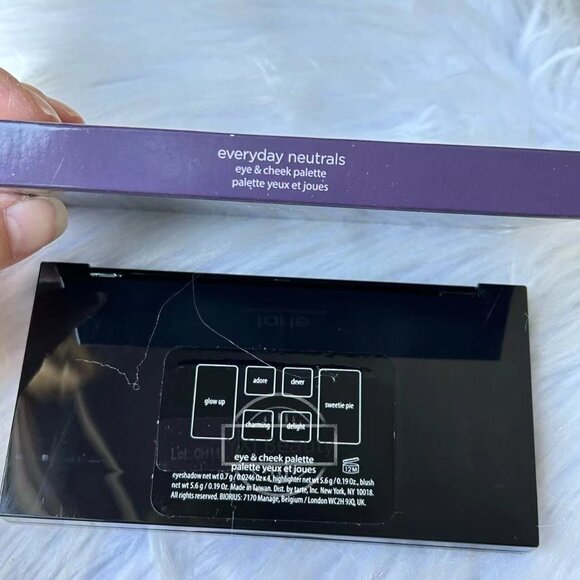 everyday neutrals
eye & cheek palette
palette yeux et joues
tarte
adore
clever
glow up
sweetie pie
charming
delight
eye & cheek palette
palette yeux et joues
12M
eyeshadow net wt 0.7 g / 0.0246 Oz x 4, highlighter net wt 5.6 g / 0.19 Oz., blush
net wt 5.6 g / 0.19 Oz. Made in Taiwan. Dist. by tarte, inc. New York, NY 10018.
All rights reserved. BIORIUS: 7170 Manage, Belgium / London WC2H 9JQ, UK.